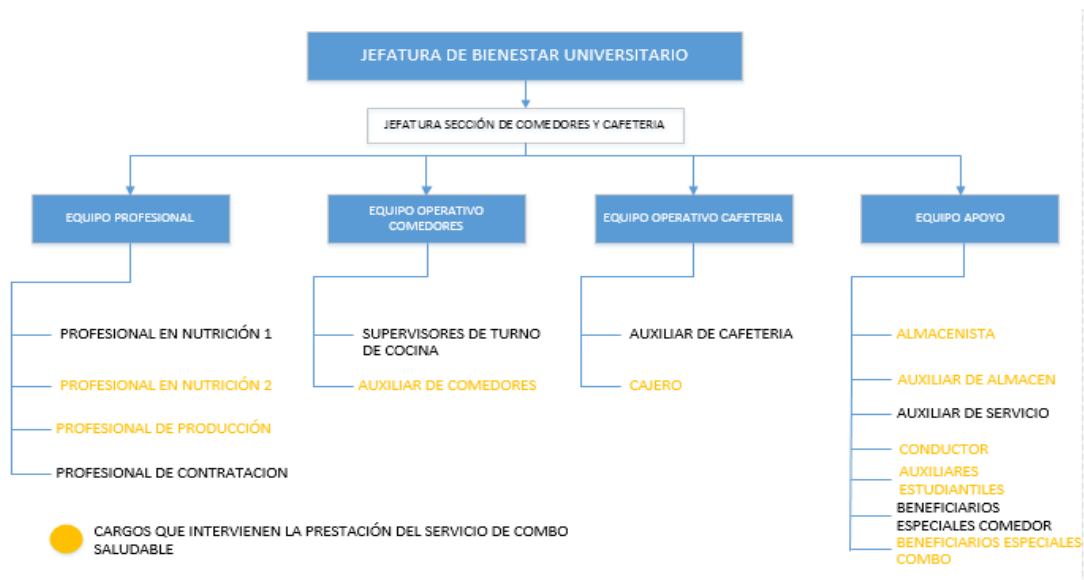 JEFATURA DE BIENESTAR UNIVERSITARIO
JEFATURA SECCIÓN DE COMEDORES Y CAFETERIA
EQUIPO PROFESIONAL
EQUIPO OPERATIVO
COMEDORES
EQUIPO OPERATIVO CAFETERIA
EQUIPO APOYO
PROFESIONAL EN NUTRICIÓN 1
PROFESIONAL EN NUTRICIÓN 2
PROFESIONAL DE PRODUCCIÓN
PROFESIONAL DE CONTRATACION
SUPERVISORES DE TURNO
DE COCINA
AUXILIAR DE COMEDORES
AUXILIAR DE CAFETERIA
CAJERO
ALMACENISTA
AUXILIAR DE ALMACEN
AUXILIAR DE SERVICIO
CONDUCTOR
AUXILIARES
ESTUDIANTILES
BENEFICIARIOS
ESPECIALES COMEDOR
BENEFICIARIOS ESPECIALES
COMBO
CARGOS QUE INTERVIENEN LA PRESTACIÓN DEL SERVICIO DE COMBO
SALUDABLE